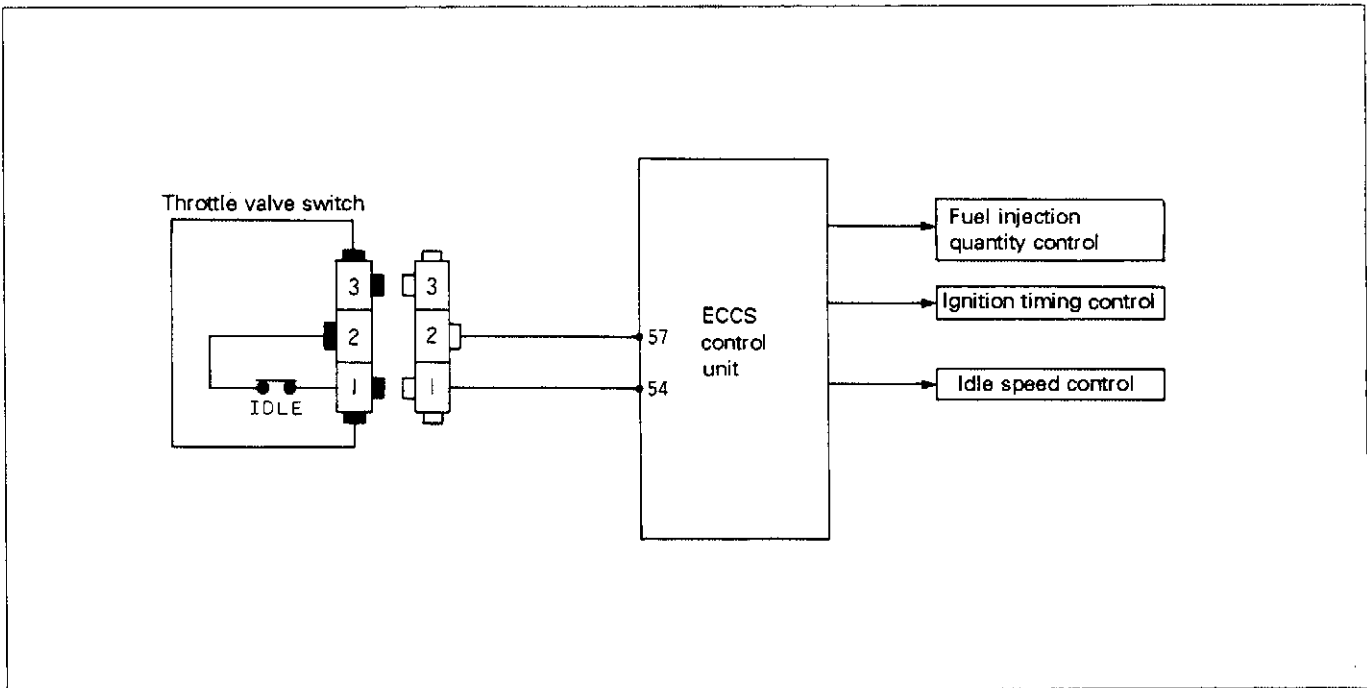 Throttle valve switch
3
2
1
IDLE
3
2
1
57
54
ECCS
control
unit
Fuel injection
quantity control
Ignition timing control
Idle speed control